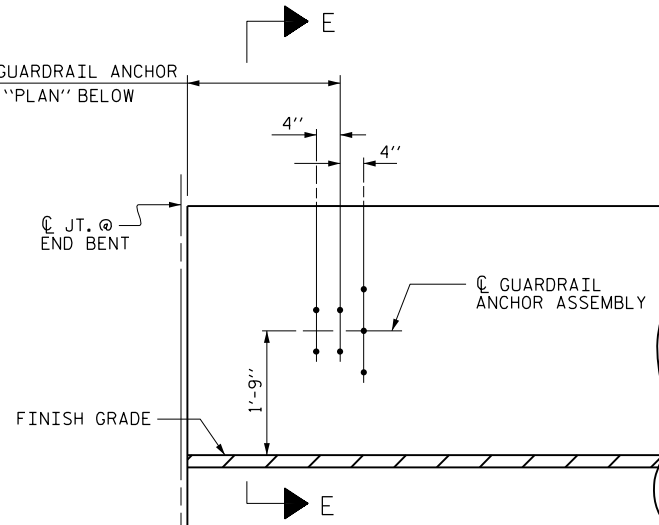 E
GUARDRAIL ANCHOR
"PLAN" BELOW
4"
4"
℄ JT. @
END BENT
℄ GUARDRAIL
ANCHOR ASSEMBLY
1'-9"
FINISH GRADE
E